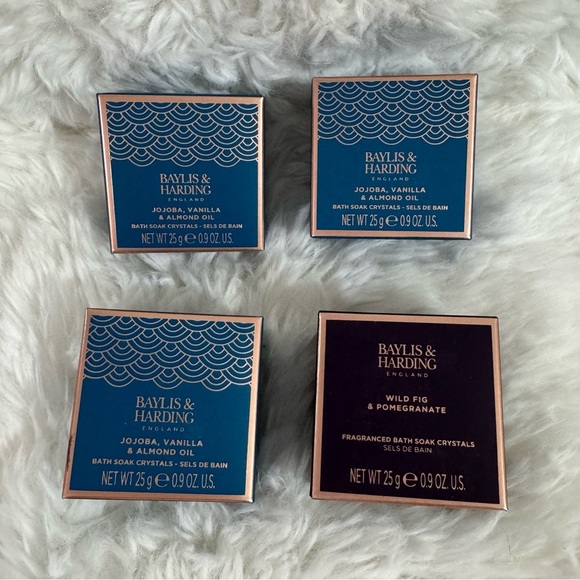 BAYLIS &
HARDING
ENGLAND
JOJOBA, VANILLA
& ALMOND OIL
BATH SOAK CRYSTALS - SELS DE BAIN
NET WT 25 g ℮ 0.9 OZ. U.S.
BAYLIS &
HARDING
ENGLAND
JOJOBA, VANILLA
& ALMOND OIL
BATH SOAK CRYSTALS - SELS DE BAIN
NET WT 25 g ℮ 0.9 OZ. U.S.
BAYLIS &
HARDING
ENGLAND
JOJOBA, VANILLA
& ALMOND OIL
BATH SOAK CRYSTALS - SELS DE BAIN
NET WT 25 g ℮ 0.9 OZ. U.S.
BAYLIS &
HARDING
ENGLAND
WILD FIG
& POMEGRANATE
FRAGRANCED BATH SOAK CRYSTALS
SELS DE BAIN
NET WT 25 g ℮ 0.9 OZ. U.S.